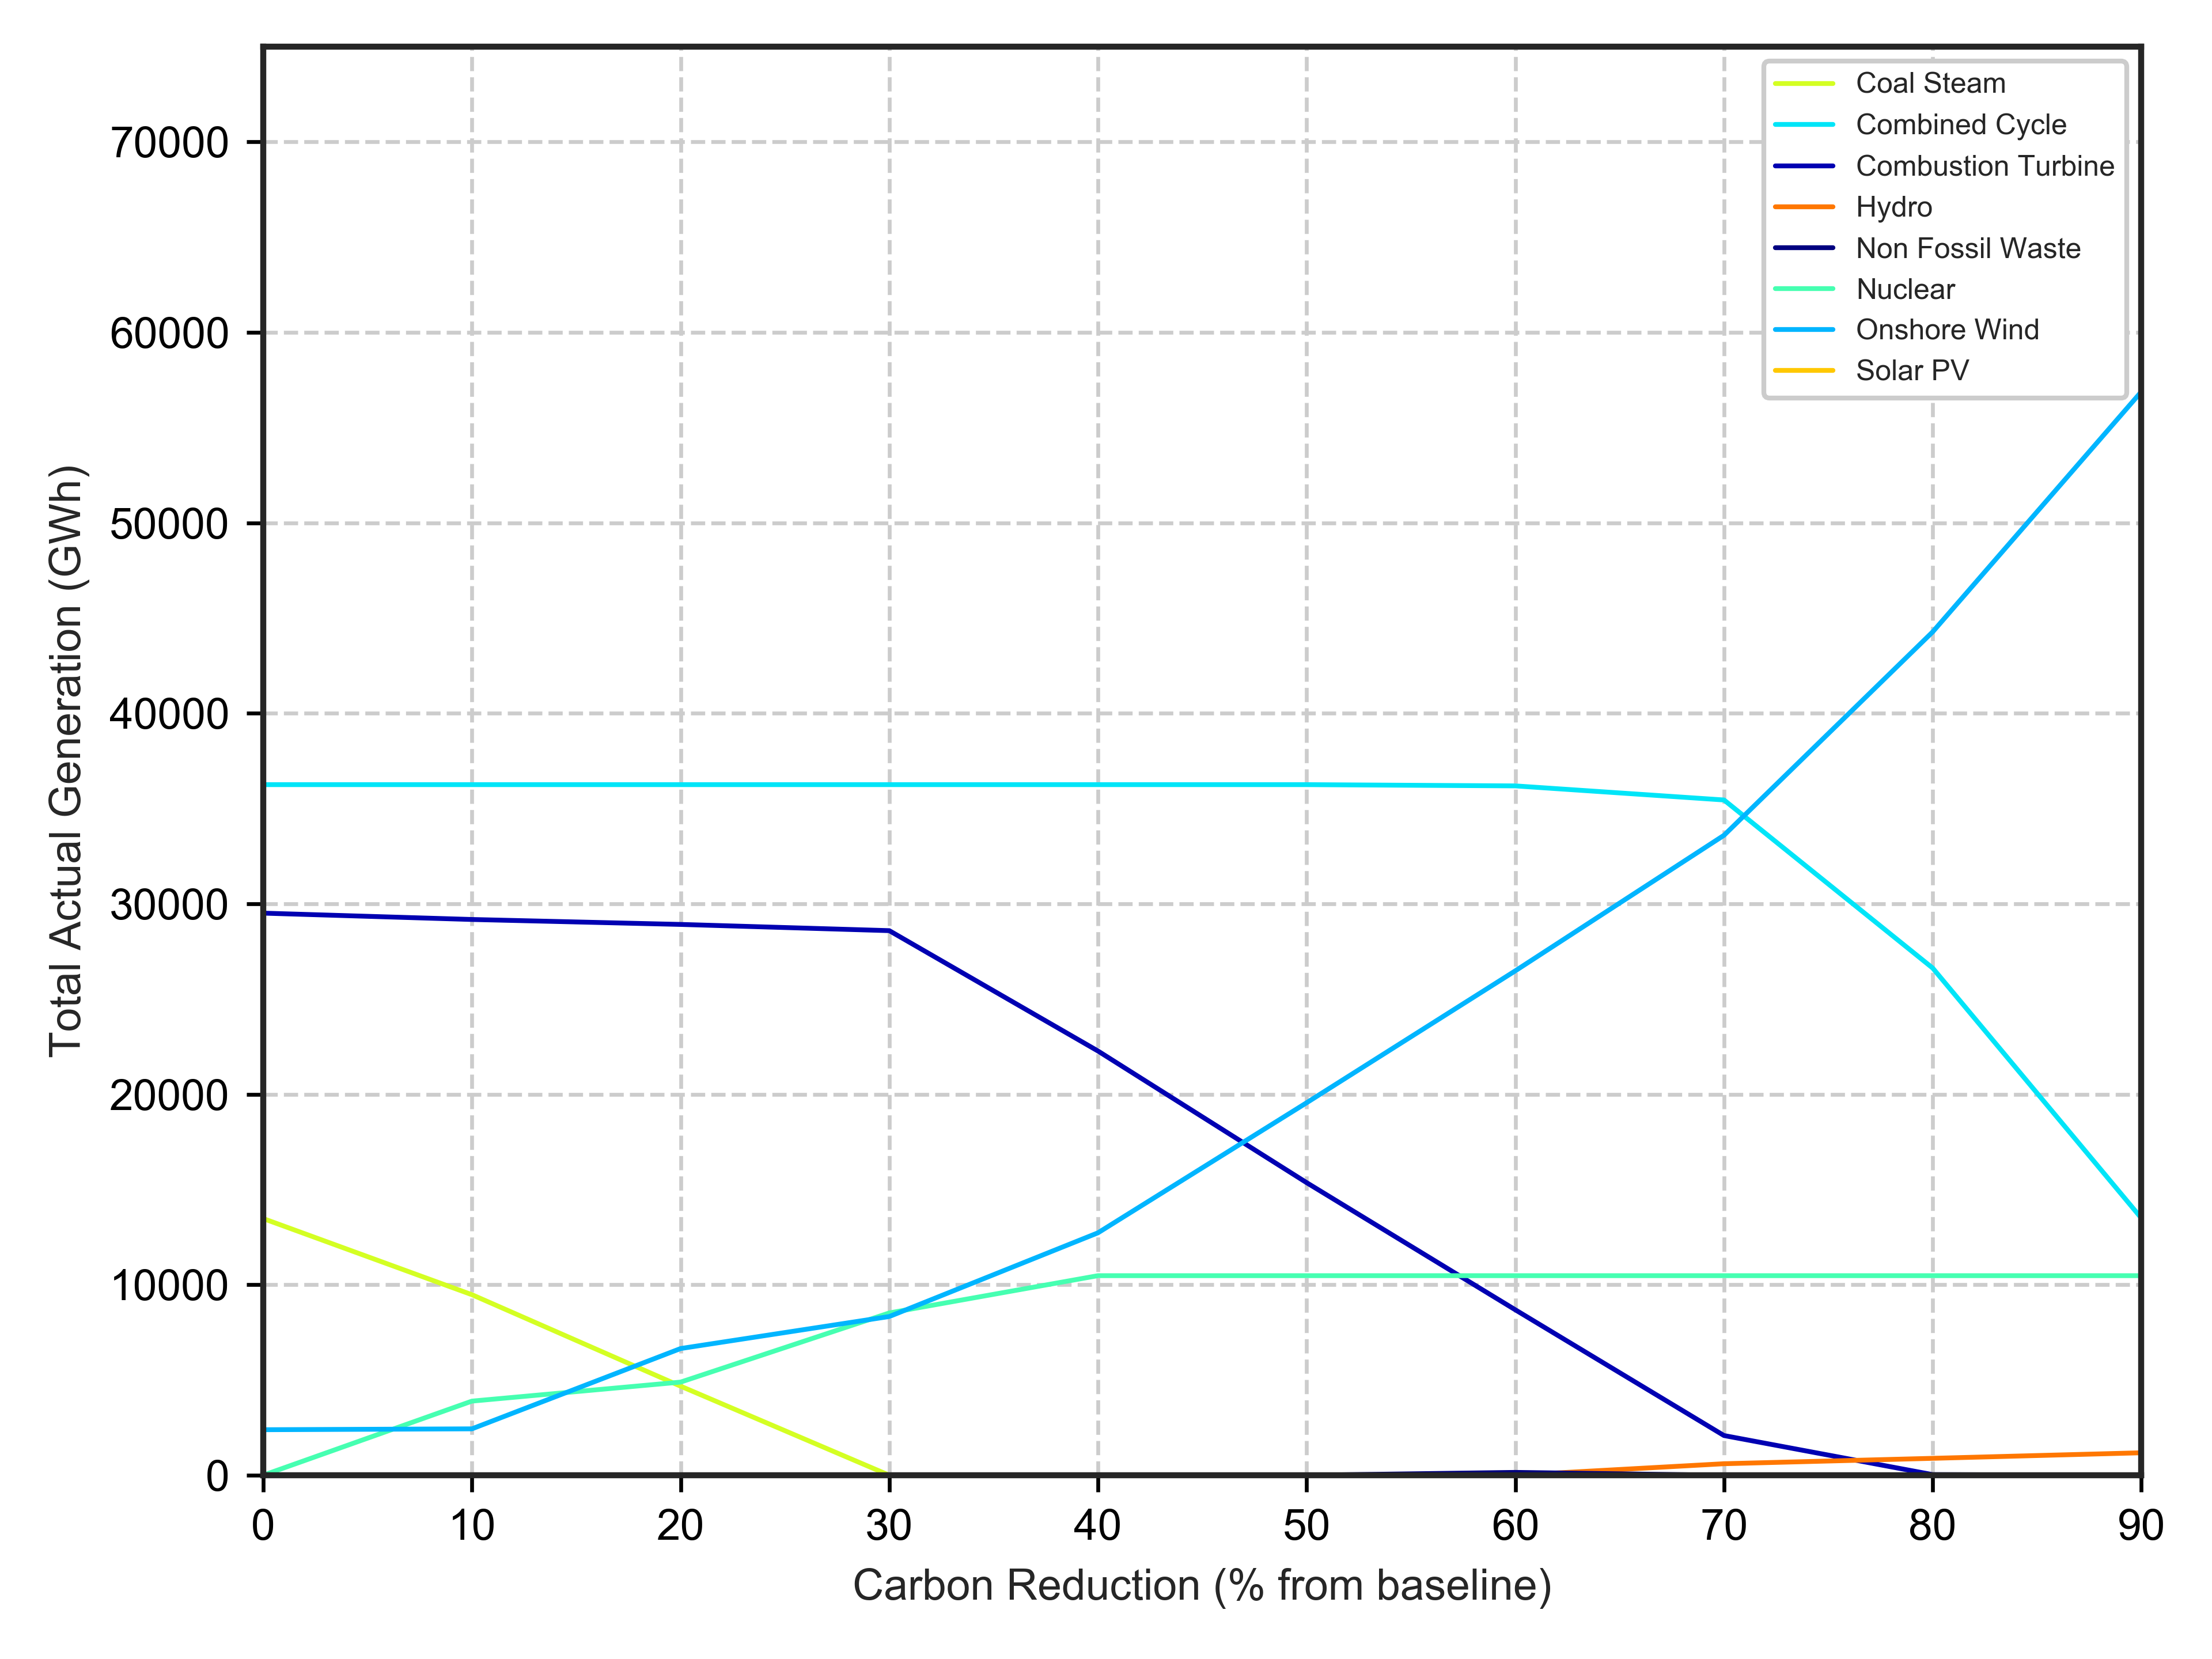 Coal Steam
Combined Cycle
Combustion Turbine
Hydro
Non Fossil Waste
Nuclear
Onshore Wind
Solar PV
70000
60000
50000
40000
30000
20000
10000
0
Total Actual Generation (GWh)
0 10 20 30 40 50 60 70 80 90
Carbon Reduction (% from baseline)